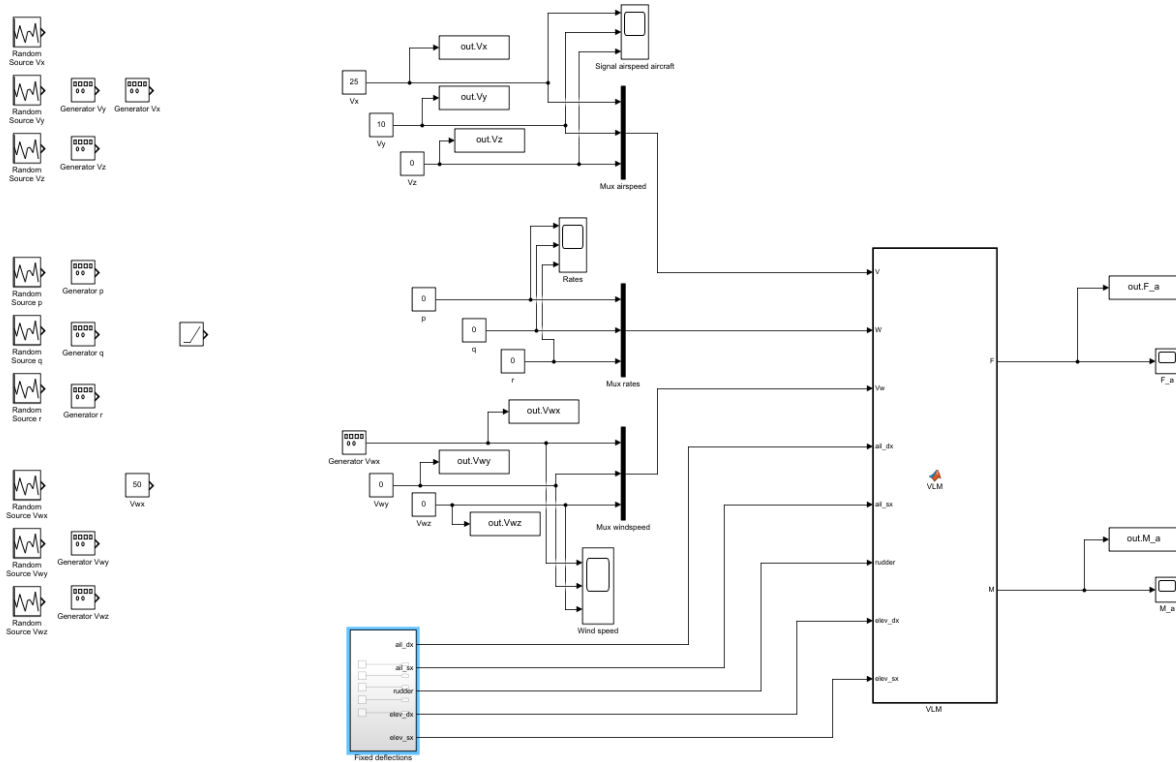 Random
Source Vx
Random
Source Vy
Generator Vy
Generator Vx
Random
Source Vz
Generator Vz
out.Vx
25
Vx
out.Vy
10
Vy
out.Vz
0
Vz
Signal airspeed aircraft
Mux airspeed
Random
Source p
Generator p
Random
Source q
Generator q
Random
Source r
Generator r
Rates
0
p
0
q
0
r
Mux rates
Random
Source Vwx
50
Vwx
Random
Source Vwy
Generator Vwy
Random
Source Vwz
Generator Vwz
out.Vwx
Generator Vwx
out.Vwy
0
Vwy
0
Vwz
out.Vwz
Mux windspeed
Wind speed
ail_dx
ail_sx
rudder
elev_dx
elev_sx
Fixed deflections
V
W
Vw
ail_dx
ail_sx
rudder
elev_dx
elev_sx
VLM
F
M
VLM
out.F_a
F_a
out.M_a
M_a